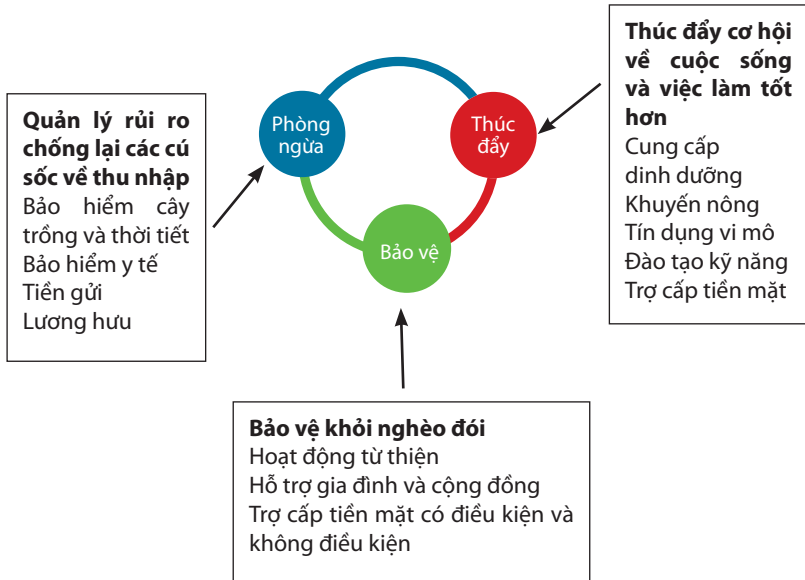 Quản lý rủi ro
chống lại các cú
sốc về thu nhập
Bảo hiểm cây
trồng và thời tiết
Bảo hiểm y tế
Tiền gửi
Lương hưu
Phòng
ngừa
Thúc
đẩy
Bảo vệ
Thúc đẩy cơ hội
về cuộc sống
và việc làm tốt
hơn
Cung cấp
dinh dưỡng
Khuyến nông
Tín dụng vi mô
Đào tạo kỹ năng
Trợ cấp tiền mặt
Bảo vệ khỏi nghèo đói
Hoạt động từ thiện
Hỗ trợ gia đình và cộng đồng
Trợ cấp tiền mặt có điều kiện và
không điều kiện